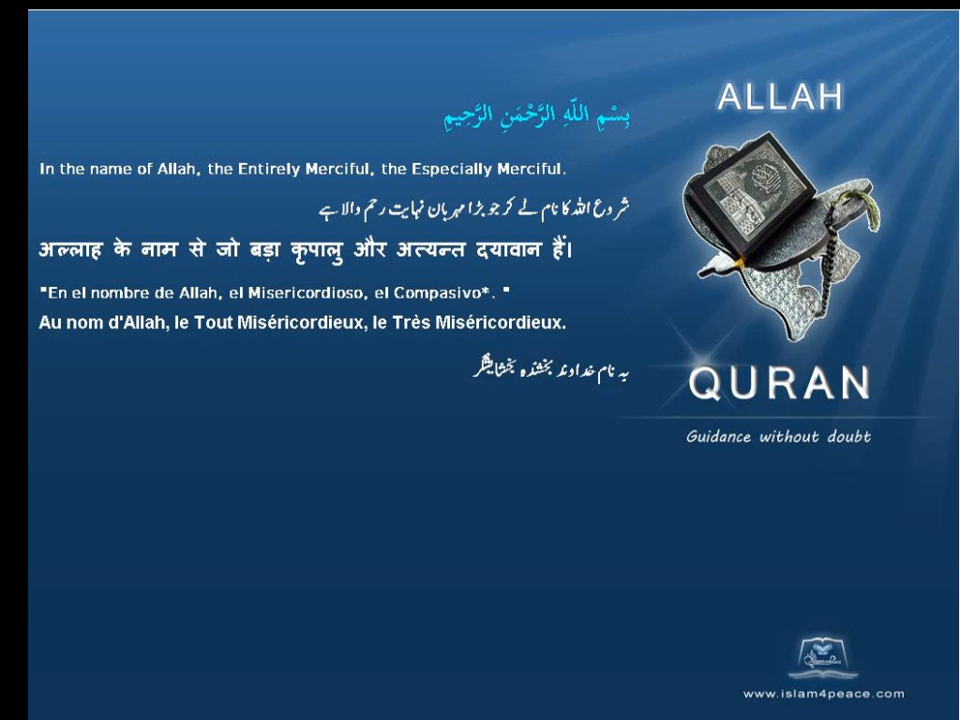 بِسْمِ اللّهِ الرَّحْمَنِ الرَّحِيمِ
In the name of Allah, the Entirely Merciful, the Especially Merciful.
شروع اللہ کا نام لے کر جو بڑا مہربان نہایت رحم والا ہے
अल्लाह के नाम से जो बड़ा कृपालु और अत्यन्त दयावान हैं।
"En el nombre de Allah, el Misericordioso, el Compasivo*. "
Au nom d'Allah, le Tout Miséricordieux, le Très Miséricordieux.
به نام خداوند بخشنده بخشایشگر
ALLAH
QURAN
Guidance without doubt
www.islam4peace.com